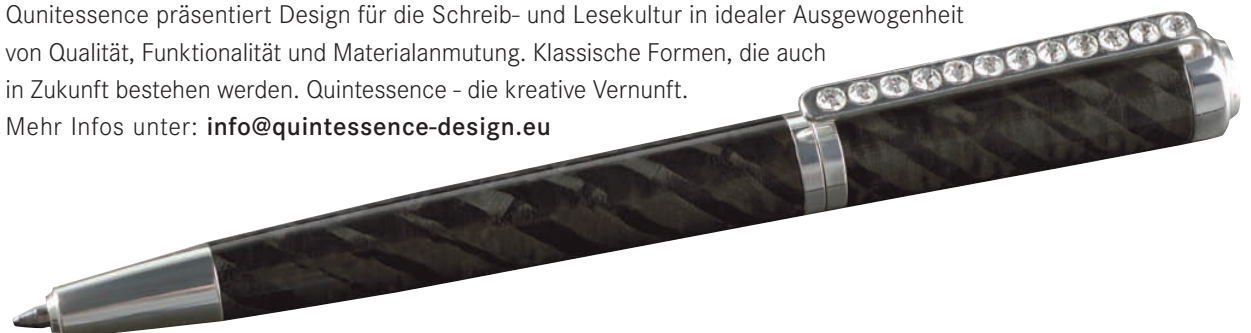 Qunitessence präsentiert Design für die Schreib- und Lesekultur in idealer Ausgewogenheit
von Qualität, Funktionalität und Materialanmutung. Klassische Formen, die auch
in Zukunft bestehen werden. Quintessence - die kreative Vernunft.
Mehr Infos unter: info@quintessence-design.eu